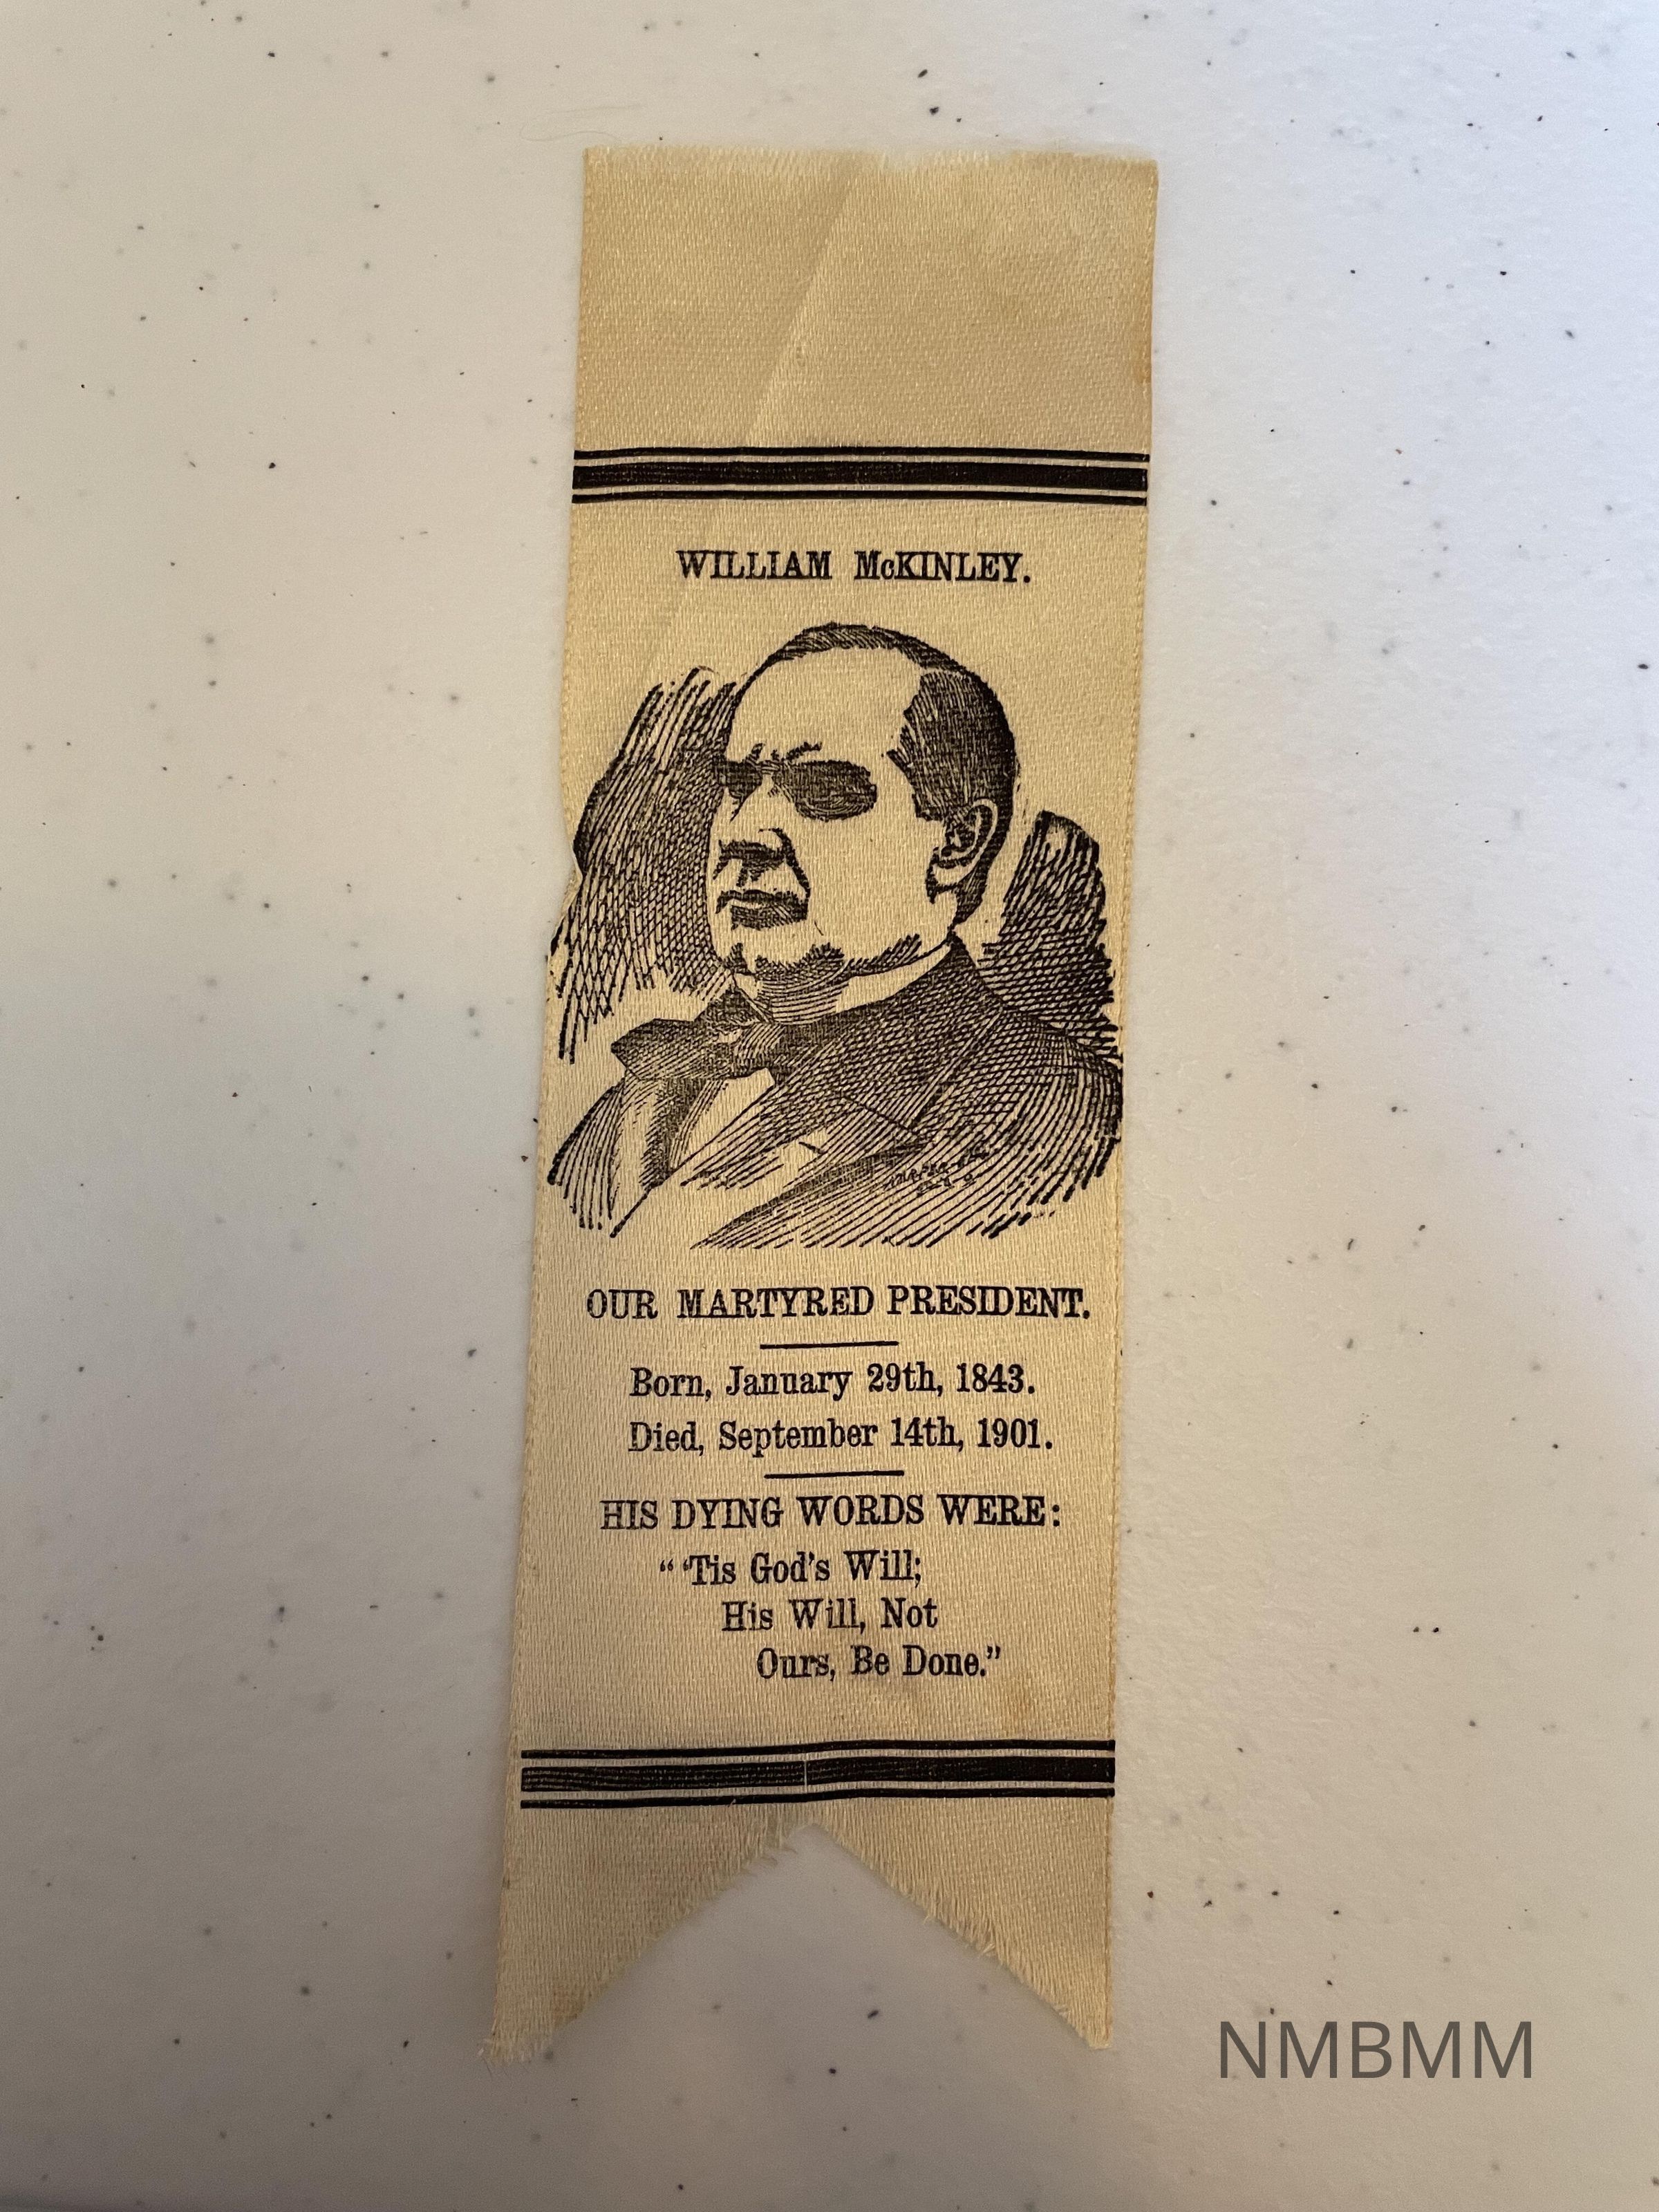 WILLIAM McKINLEY.
OUR MARTYRED PRESIDENT.
Born, January 29th, 1843.
Died, September 14th, 1901.
HIS DYING WORDS WERE:
“ ‘Tis God's Will;
His Will, Not
Ours, Be Done.”
NMBMM